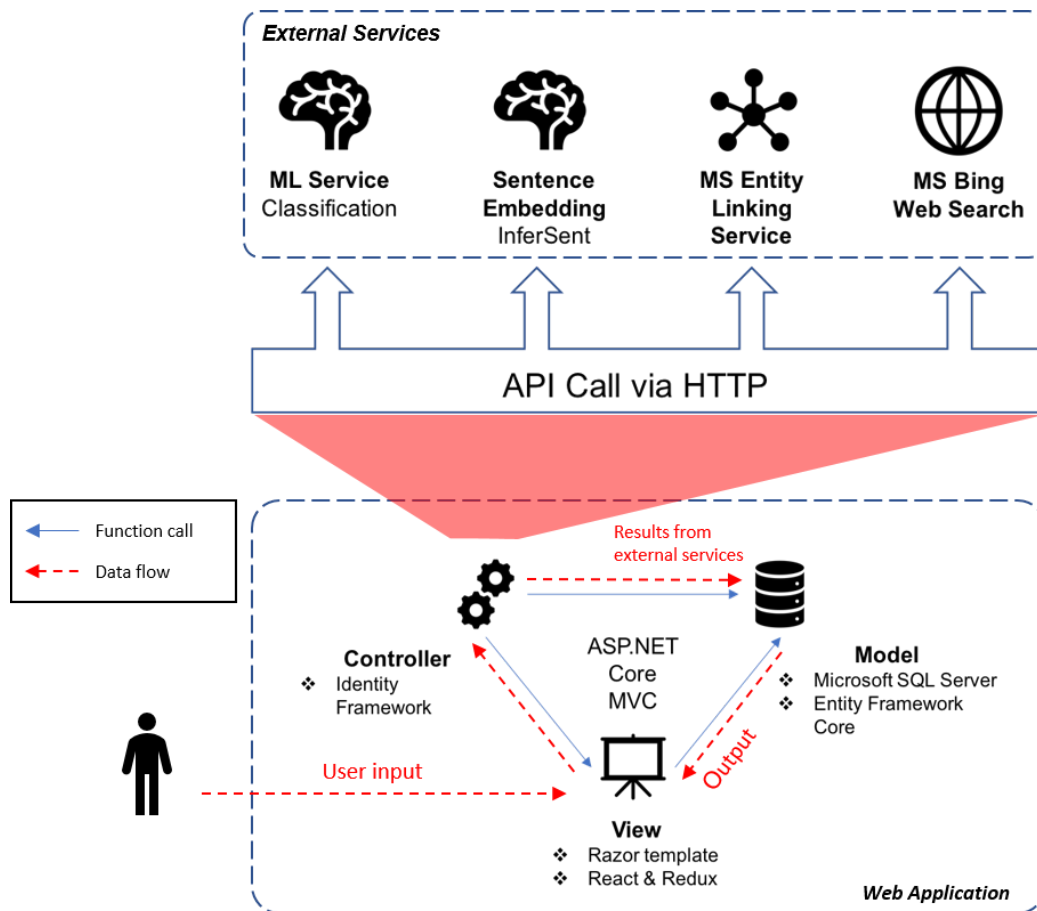 External Services
ML Service
Classification
Sentence
Embedding
InferSent
MS Entity
Linking
Service
MS Bing
Web Search
API Call via HTTP
Function call
Data flow
Results from
external services
Controller
❖ Identity
Framework
ASP.NET
Core
MVC
Model
❖ Microsoft SQL Server
❖ Entity Framework
Core
User input
Output
View
❖ Razor template
❖ React & Redux
Web Application